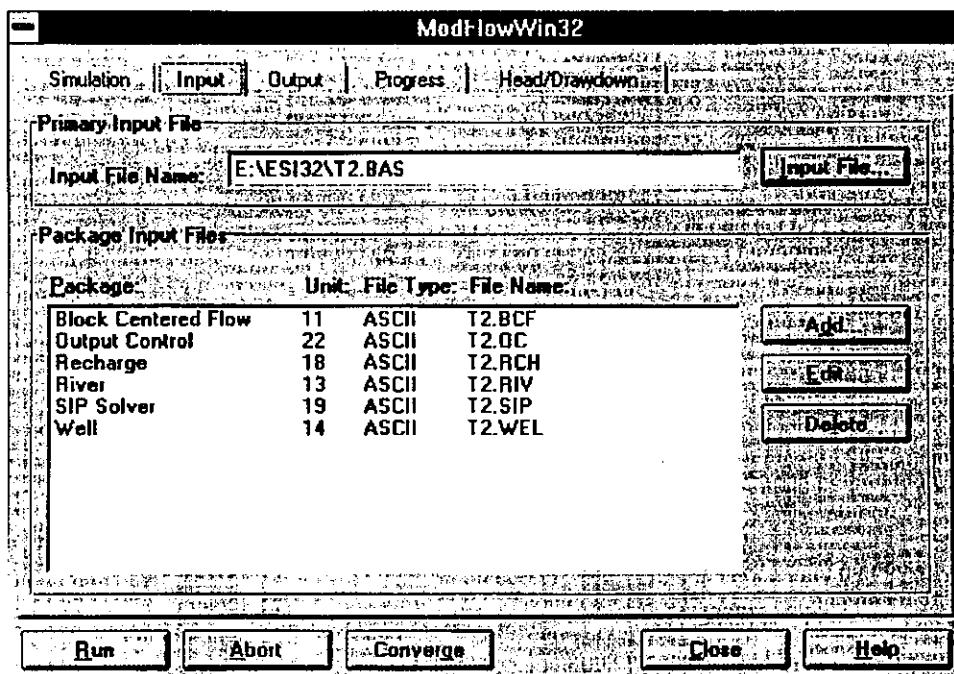 ModFlowWin32
Simulation Input Output Progress Head/Drawdown
Primary Input File
Input File Name: E:\ESI32\T2.BAS Input File...
Package Input Files
Package: Unit: File Type: File Name:
Block Centered Flow 11 ASCII T2.BCF
Output Control 22 ASCII T2.OC
Recharge 18 ASCII T2.RCH
River 13 ASCII T2.RIV
SIP Solver 19 ASCII T2.SIP
Well 14 ASCII T2.WEL
Add...
Edit...
Delete
Run Abort Converge Close Help